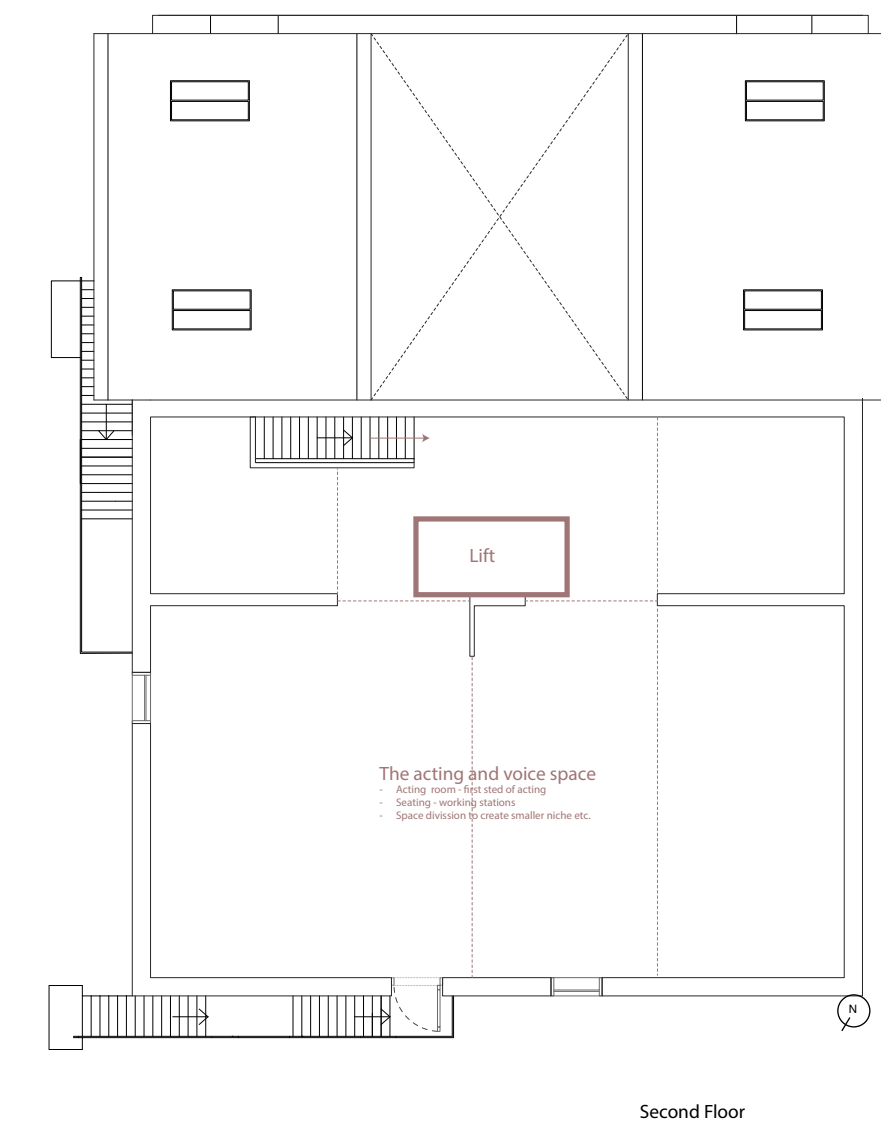 Lift
The acting and voice space
- Acting room - first sted of acting
- Seating - working stations
- Space divission to create smaller niche etc.
N
Second Floor